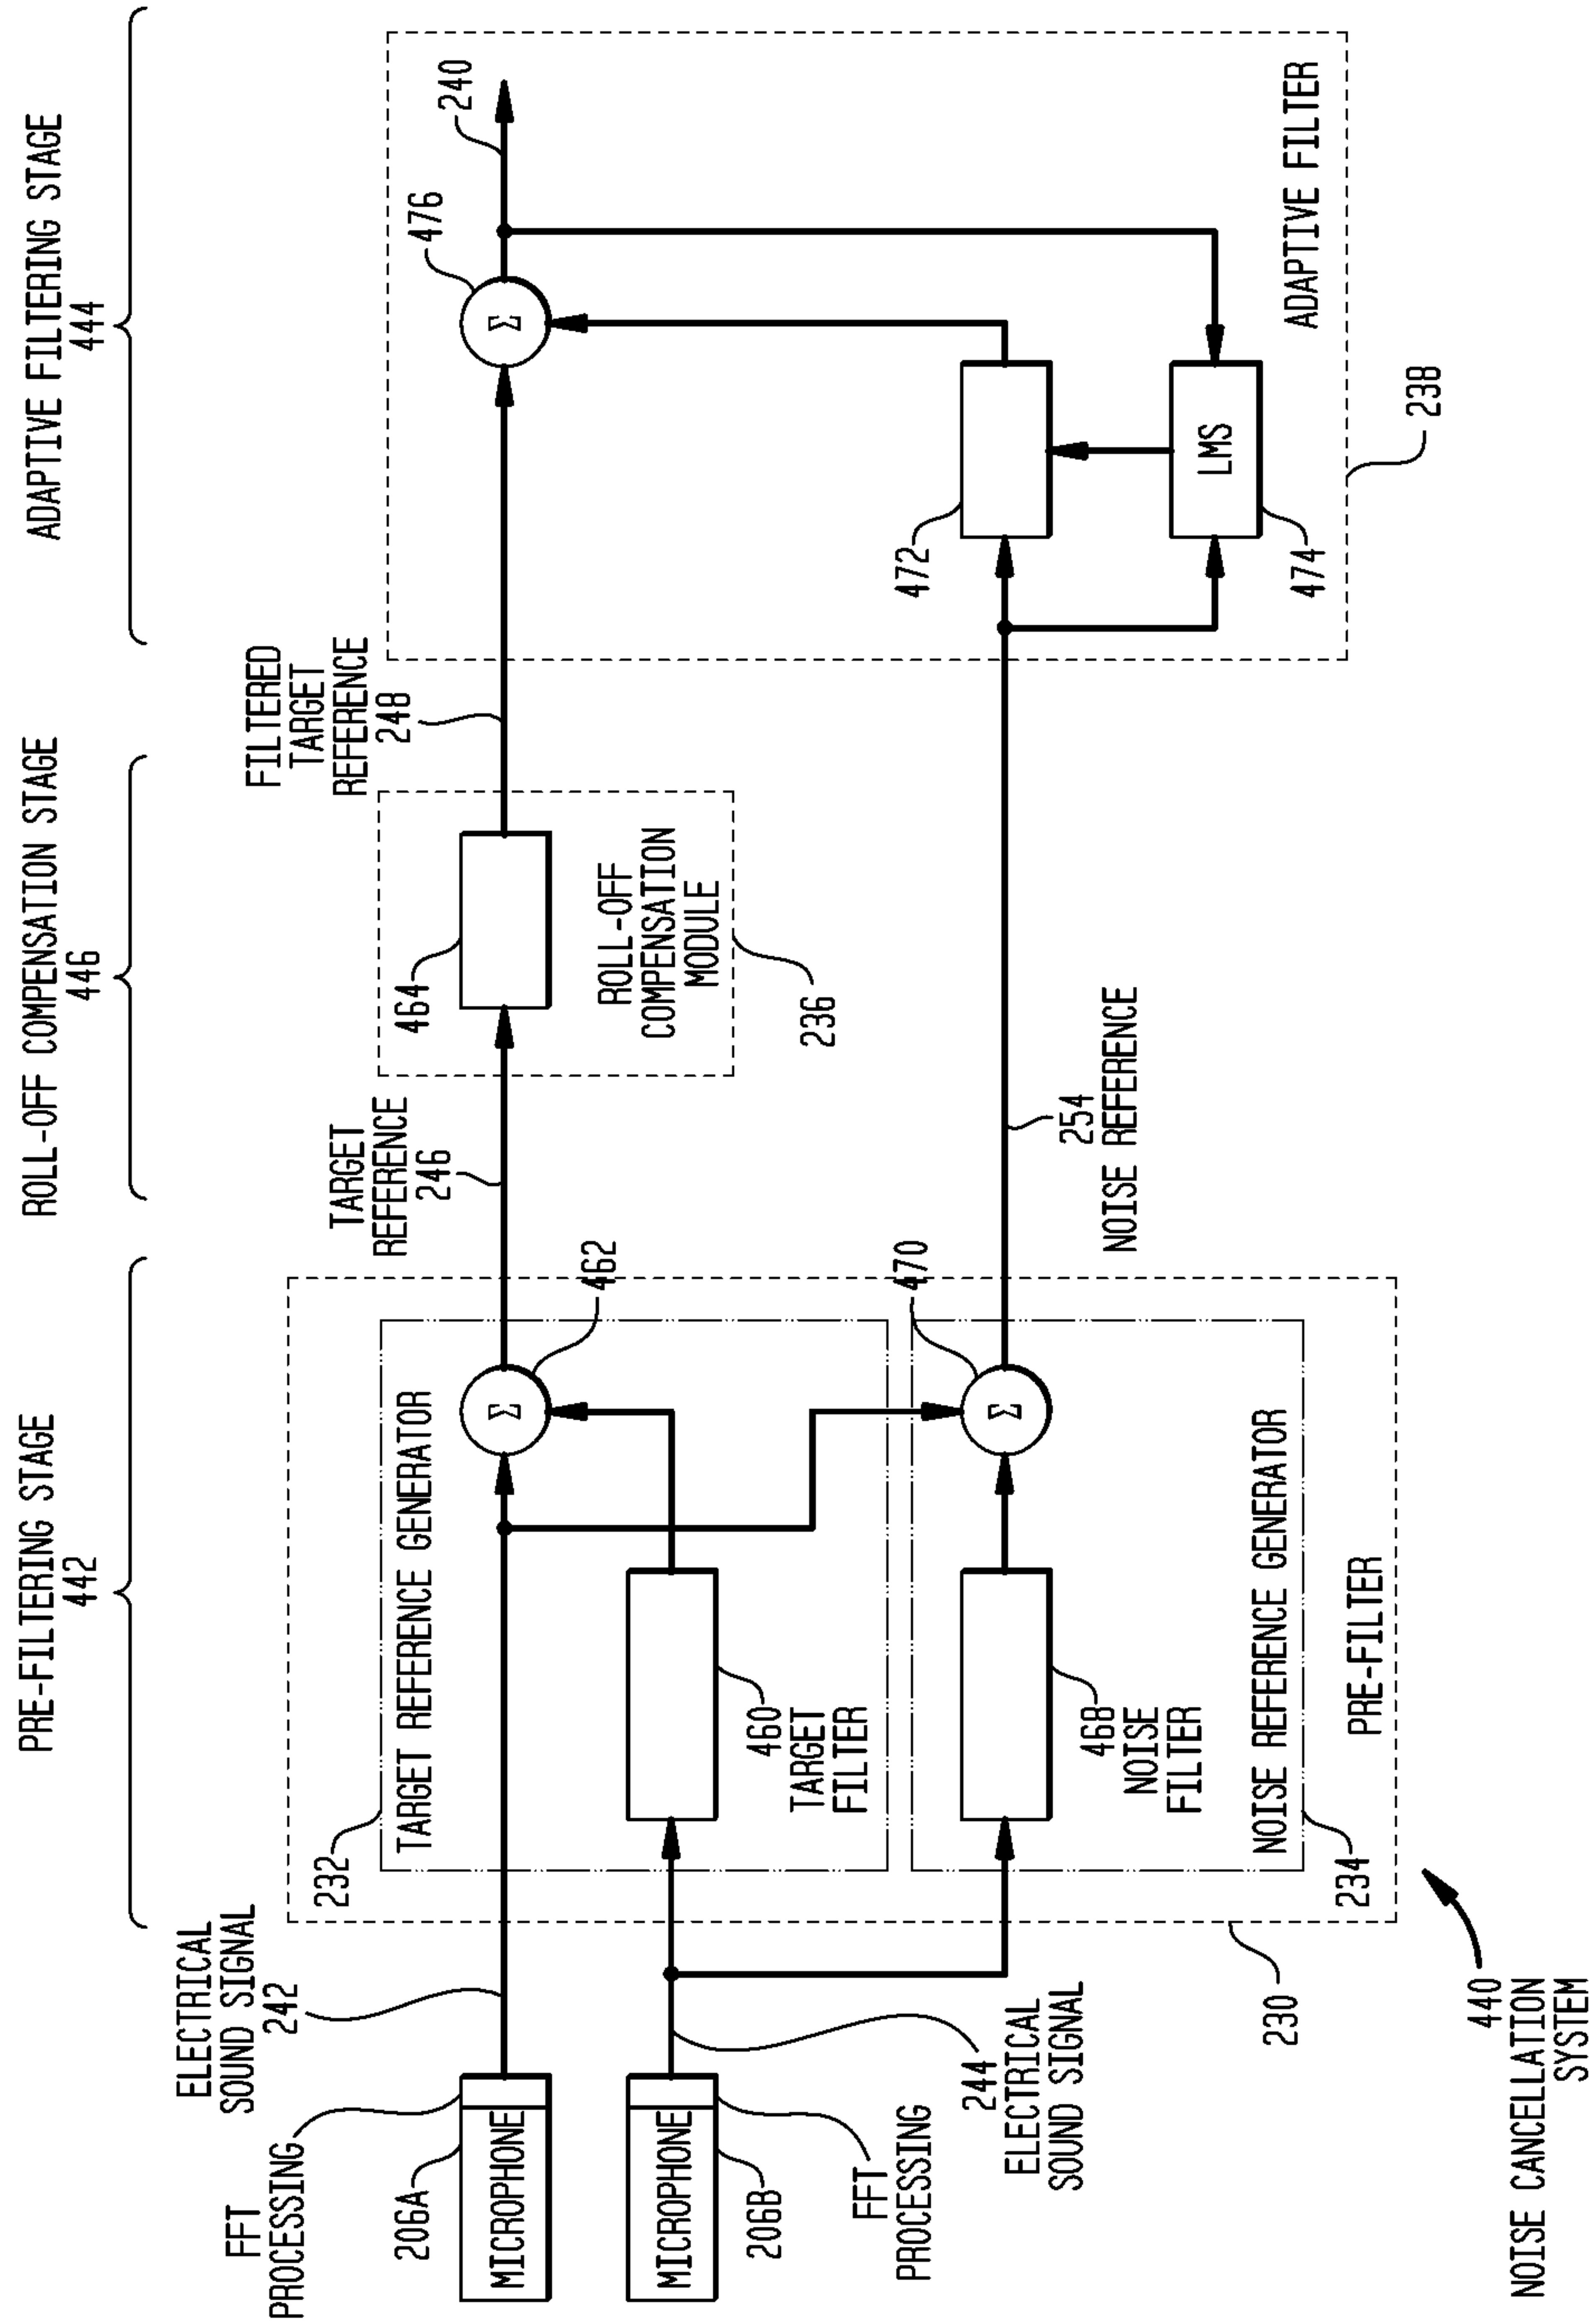 PRE-FILTERING STAGE
442
ROLL-OFF COMPENSATION STAGE
446
ADAPTIVE FILTERING STAGE
444
FFT
PROCESSING
206A
MICROPHONE
ELECTRICAL
SOUND SIGNAL
242
232
TARGET REFERENCE GENERATOR
Σ
462
TARGET
REFERENCE
246
464
ROLL-OFF
COMPENSATION
MODULE
236
FILTERED
TARGET
REFERENCE
248
Σ
476
240
MICROPHONE
206B
FFT
PROCESSING
244
ELECTRICAL
SOUND SIGNAL
460
TARGET
FILTER
468
NOISE
FILTER
Σ
470
NOISE REFERENCE GENERATOR
234
PRE-FILTER
230
254
NOISE REFERENCE
472
LMS
474
ADAPTIVE FILTER
238
440
NOISE CANCELLATION
SYSTEM